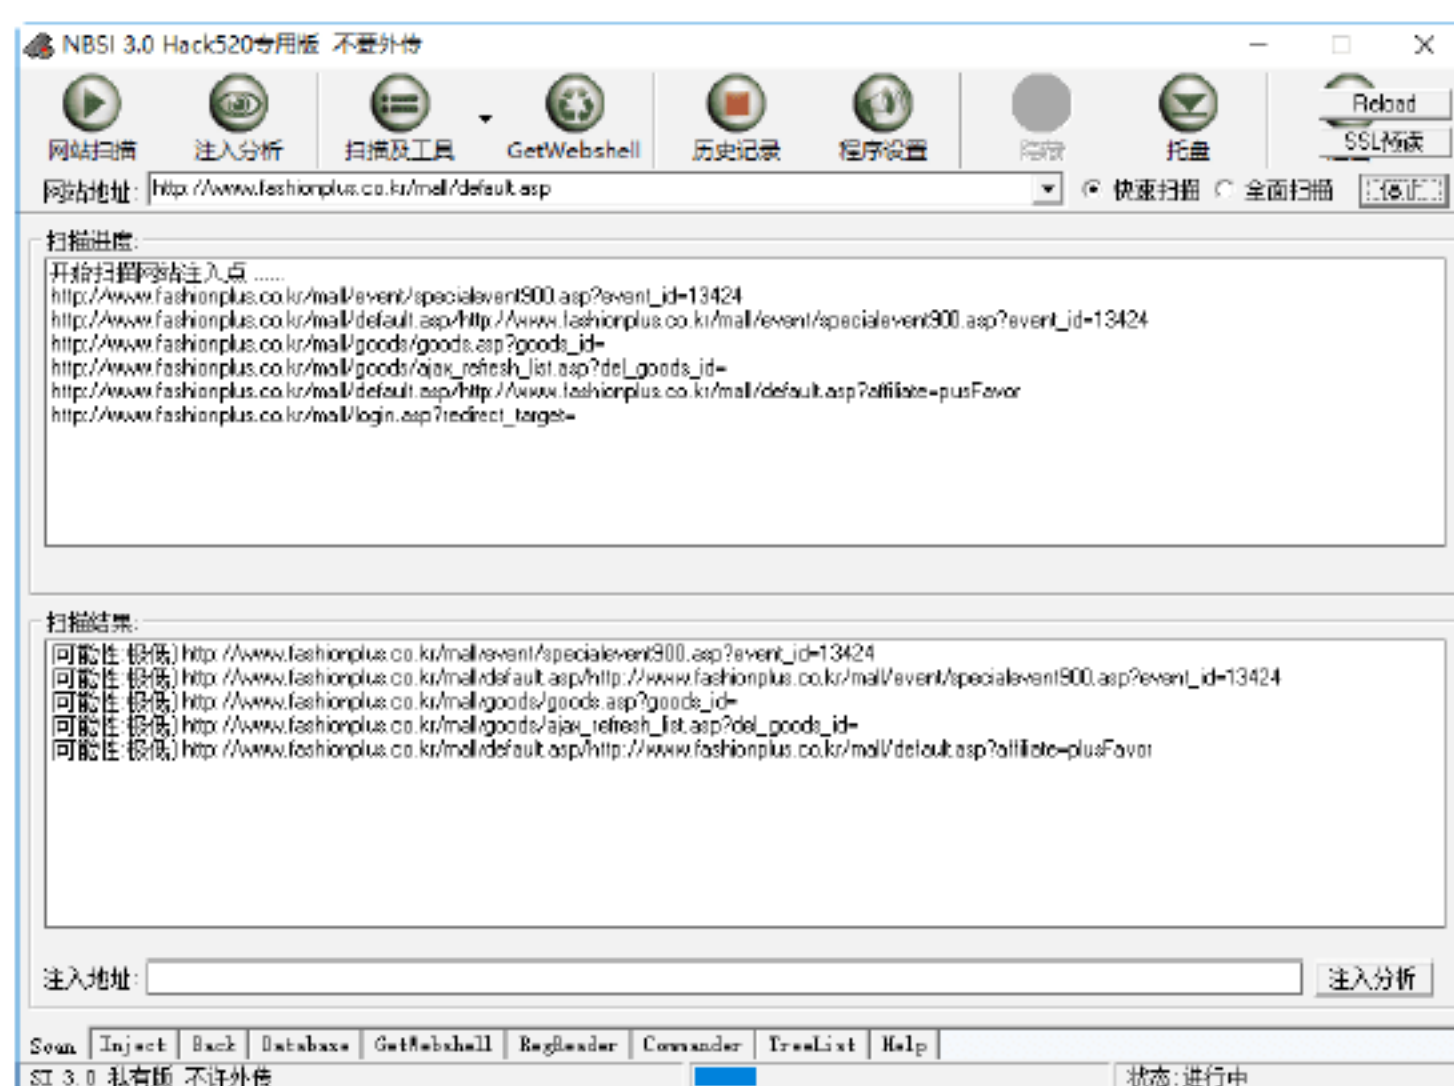 NBSI 3.0 Hack520专用版 不要外传
网站扫描 注入分析 扫描及工具 GetWebshell 历史记录 程序设置 隐藏 托盘
Reload
SSL
网站地址: http://www.fashionplus.co.kr/mall/default.asp 快速扫描 全面扫描 停止
扫描进度:
开始扫描网站注入点 ......
http://www.fashionplus.co.kr/mall/event/specialevent900.asp?event_id=13424
http://www.fashionplus.co.kr/mall/default.asp/http://www.fashionplus.co.kr/mall/event/specialevent900.asp?event_id=13424
http://www.fashionplus.co.kr/mall/goods/goods.asp?goods_id=
http://www.fashionplus.co.kr/mall/goods/ajax_refresh_list.asp?del_goods_id=
http://www.fashionplus.co.kr/mall/default.asp/http://www.fashionplus.co.kr/mall/default.asp?affiliate=plusFavor
http://www.fashionplus.co.kr/mall/login.asp?redirect_target=
扫描结果:
[可能性:极低] http://www.fashionplus.co.kr/mall/event/specialevent900.asp?event_id=13424
[可能性:极低] http://www.fashionplus.co.kr/mall/default.asp/http://www.fashionplus.co.kr/mall/event/specialevent900.asp?event_id=13424
[可能性:极低] http://www.fashionplus.co.kr/mall/goods/goods.asp?goods_id=
[可能性:极低] http://www.fashionplus.co.kr/mall/goods/ajax_refresh_list.asp?del_goods_id=
[可能性:极低] http://www.fashionplus.co.kr/mall/default.asp/http://www.fashionplus.co.kr/mall/default.asp?affiliate=plusFavor
注入地址: 注入分析
Scan Inject Back Database GetWebshell RegReader Commander TreeList Help
SI 3.0 私有版 不许外传 状态:进行中